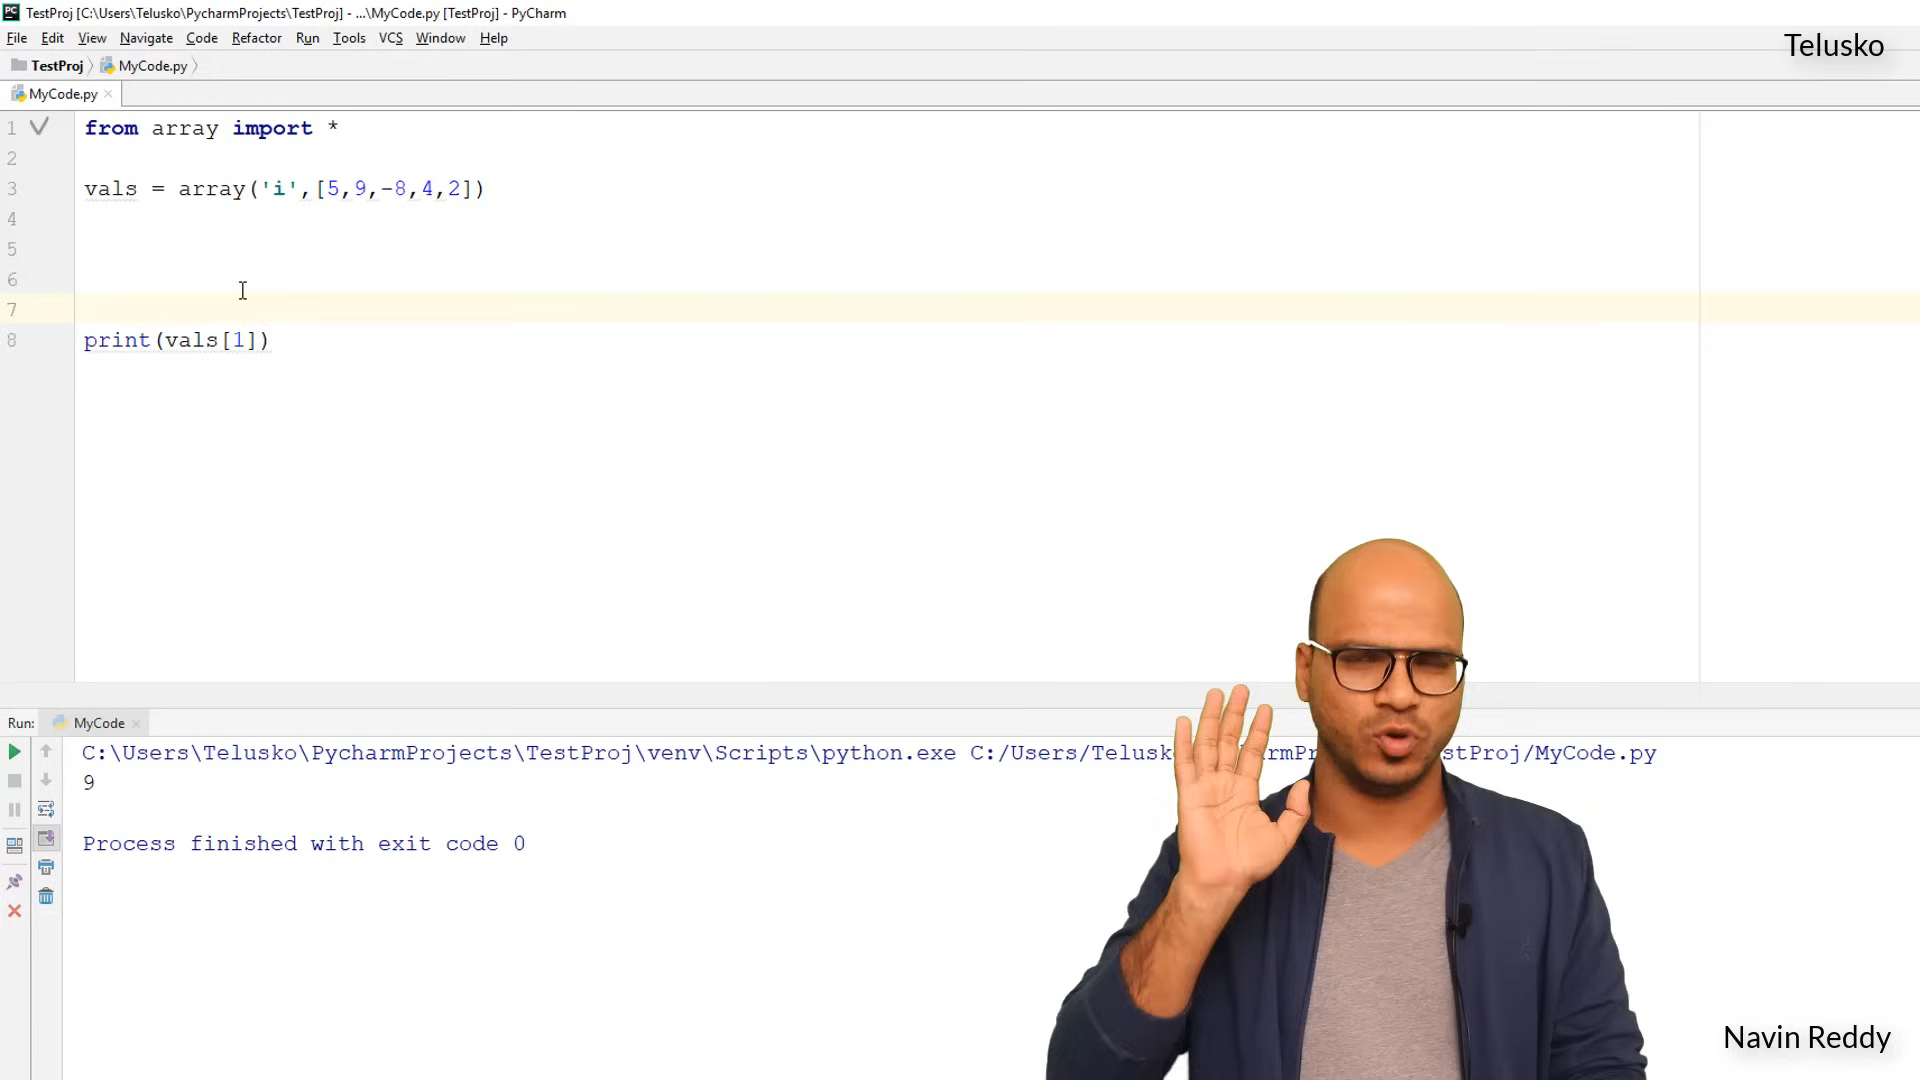 TestProj [C:\Users\Telusko\PycharmProjects\TestProj] - ...\MyCode.py [TestProj] - PyCharm
File Edit View Navigate Code Refactor Run Tools VCS Window Help
Telusko
TestProj MyCode.py
MyCode.py
1 from array import *
2
3 vals = array('i',[5,9,-8,4,2])
4
5
6
7
8 print(vals[1])
Run: MyCode
C:\Users\Telusko\PycharmProjects\TestProj\venv\Scripts\python.exe C:/Users/Telusk rmPr stProj/MyCode.py
9
Process finished with exit code 0
Navin Reddy